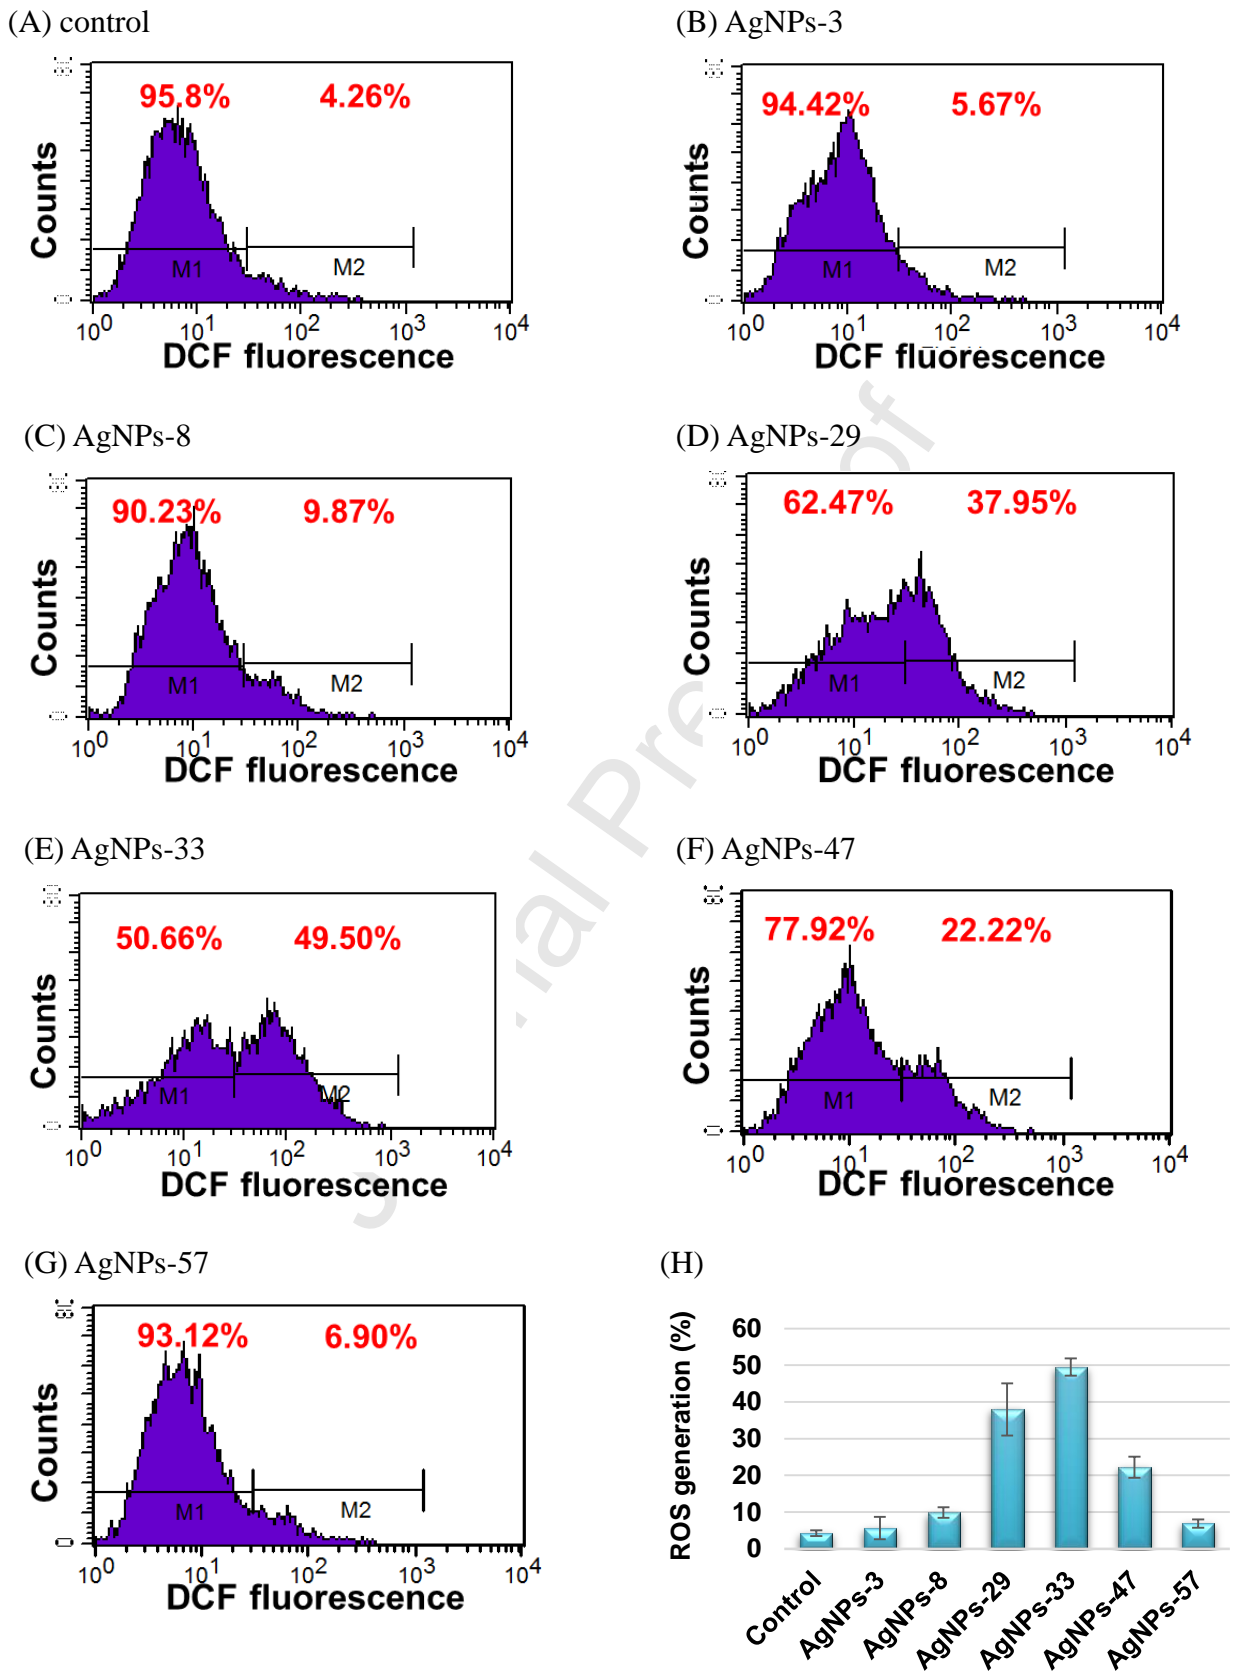 (A) control
(B) AgNPs-3
95.8% 4.26%
94.42% 5.67%
Counts
Counts
M1 M2
M1 M2
10^0 10^1 10^2 10^3 10^4
10^0 10^1 10^2 10^3 10^4
DCF fluorescence
DCF fluorescence
(C) AgNPs-8
(D) AgNPs-29
90.23% 9.87%
62.47% 37.95%
Counts
Counts
M1 M2
M1 M2
10^0 10^1 10^2 10^3 10^4
10^0 10^1 10^2 10^3 10^4
DCF fluorescence
DCF fluorescence
(E) AgNPs-33
(F) AgNPs-47
50.66% 49.50%
77.92% 22.22%
Counts
Counts
M1 M2
M1 M2
10^0 10^1 10^2 10^3 10^4
10^0 10^1 10^2 10^3 10^4
DCF fluorescence
DCF fluorescence
(G) AgNPs-57
(H)
93.12% 6.90%
Counts
M1 M2
0
10^0 10^1 10^2 10^3 10^4
DCF fluorescence
ROS generation (%)
60
50
40
30
20
10
0
Control
AgNPs-3
AgNPs-8
AgNPs-29
AgNPs-33
AgNPs-47
AgNPs-57